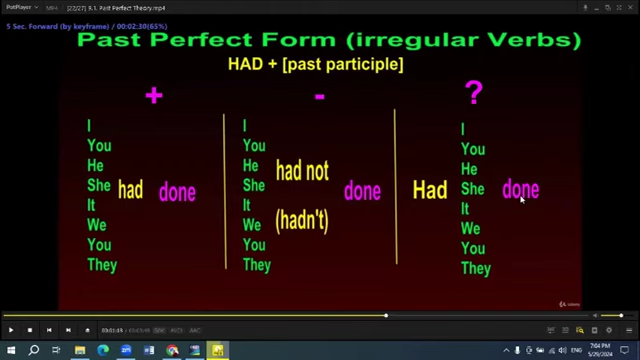 PotPlayer MP4 [22/27] 9.1. Past Perfect Theory.mp4
5 Sec. Forward (by keyframe) / 00:02:30(65%)
Past Perfect Form (irregular Verbs)
HAD + [past participle]
+ - ?
I
You
He
She
It
We
You
They
had done
I
You
He
She
It
We
You
They
had not
(hadn't)
done
Had
I
You
He
She
It
We
You
They
done
ENG
7:04 PM
5/29/2024